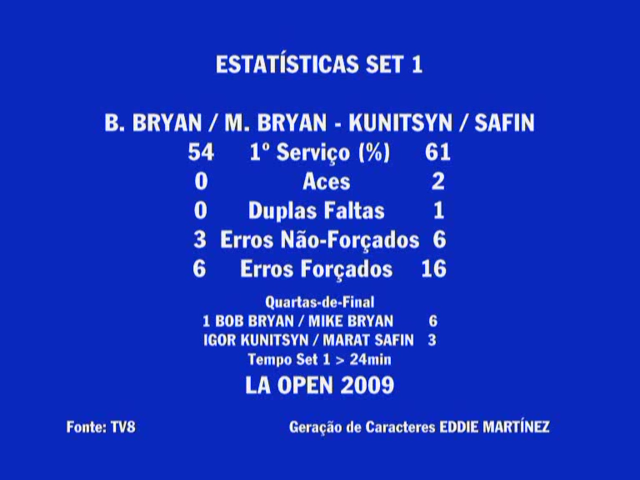 ESTATÍSTICAS SET 1
B. BRYAN / M. BRYAN - KUNITSYN / SAFIN
54 1º Serviço (%) 61
0 Aces 2
0 Duplas Faltas 1
3 Erros Não-Forçados 6
6 Erros Forçados 16
Quartas-de-Final
1 BOB BRYAN / MIKE BRYAN 6
IGOR KUNITSYN / MARAT SAFIN 3
Tempo Set 1 > 24min
LA OPEN 2009
Fonte: TV8 Geração de Caracteres EDDIE MARTÍNEZ